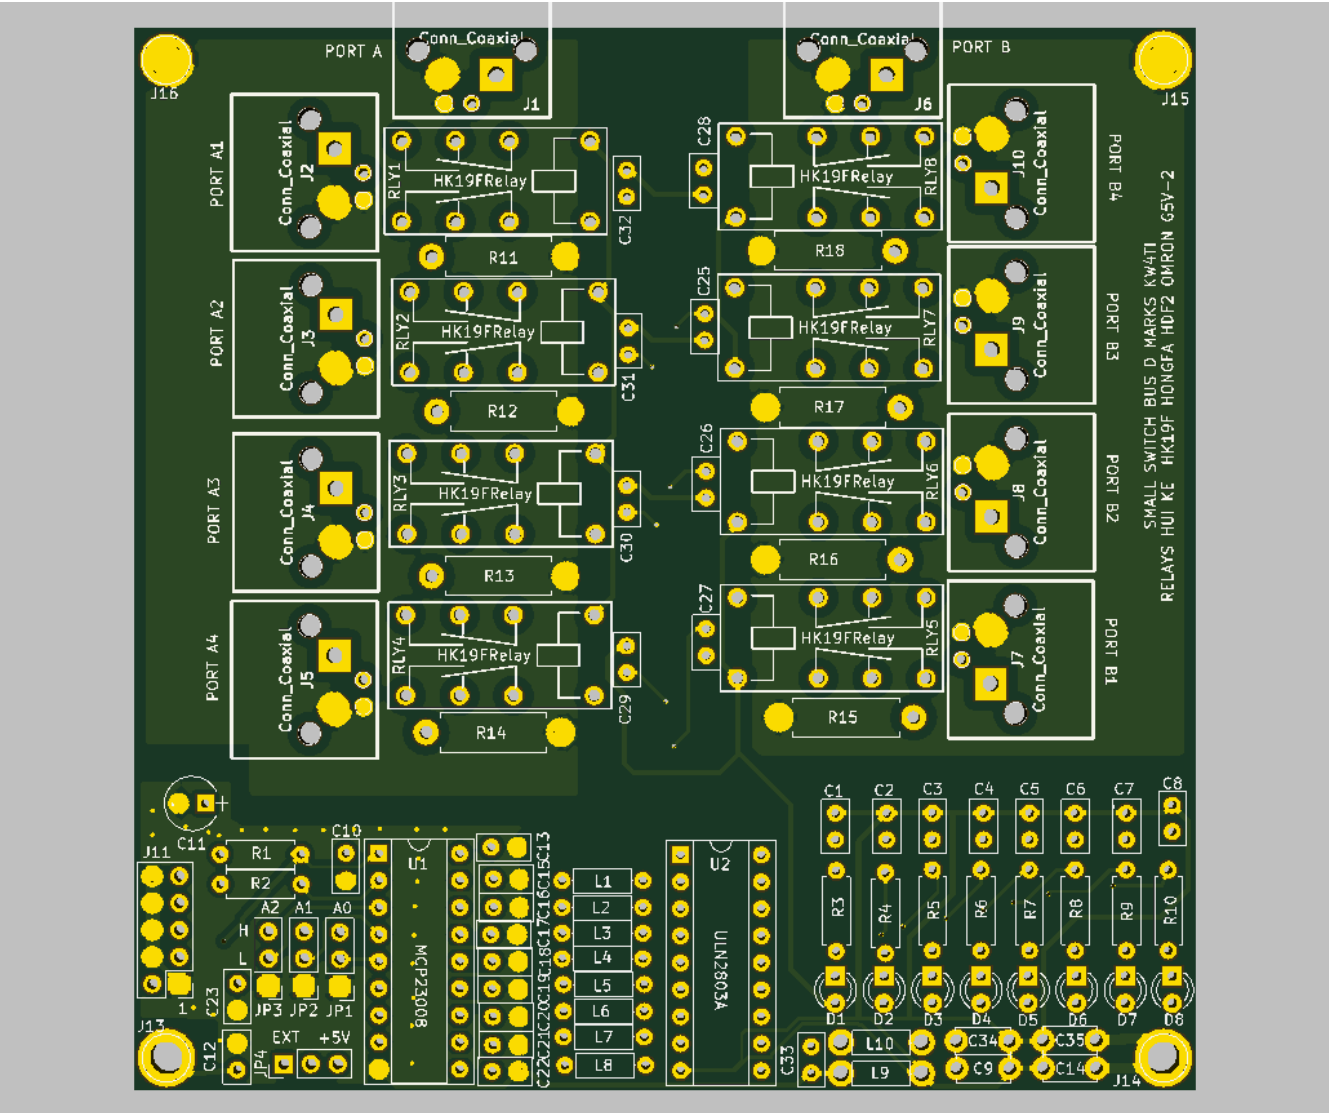 Conn_Coaxial
Conn_Coaxial
PORT A
PORT B
J16
J1
J6
J15
PORT A1
Conn_Coaxial
J2
RLY1
HK19FRelay
C32
C28
HK19FRelay
RLY8
J10
Conn_Coaxial
PORT B4
R11
R18
PORT A2
Conn_Coaxial
J3
RLY2
HK19FRelay
C31
C25
HK19FRelay
RLY7
J9
Conn_Coaxial
PORT B3
R12
R17
PORT A3
Conn_Coaxial
J4
RLY3
HK19FRelay
C30
C26
HK19FRelay
RLY6
J8
Conn_Coaxial
PORT B2
R13
R16
PORT A4
Conn_Coaxial
J5
RLY4
HK19FRelay
C29
C27
HK19FRelay
RLY5
J7
Conn_Coaxial
PORT B1
R14
R15
SMALL SWITCH BUS D MARKS KW4TI
RELAYS HUI KE HK19F HONGFA HDF2 OMRON G5V-2
C11
+
C10
J11
R1
R2
U1
MCP23008
C13
C15
C16
C17
C18
C19
C20
C21
C22
L1
L2
L3
L4
L5
L6
L7
L8
U2
ULN2803A
C1
C2
C3
C4
C5
C6
C7
C8
R3
R4
R5
R6
R7
R8
R9
R10
D1
D2
D3
D4
D5
D6
D7
D8
A2
A1
A0
H
L
1
C23
JP3
JP2
JP1
J13
C12
EXT
+5V
JP4
C33
L10
L9
C34
C9
C35
C14
J14